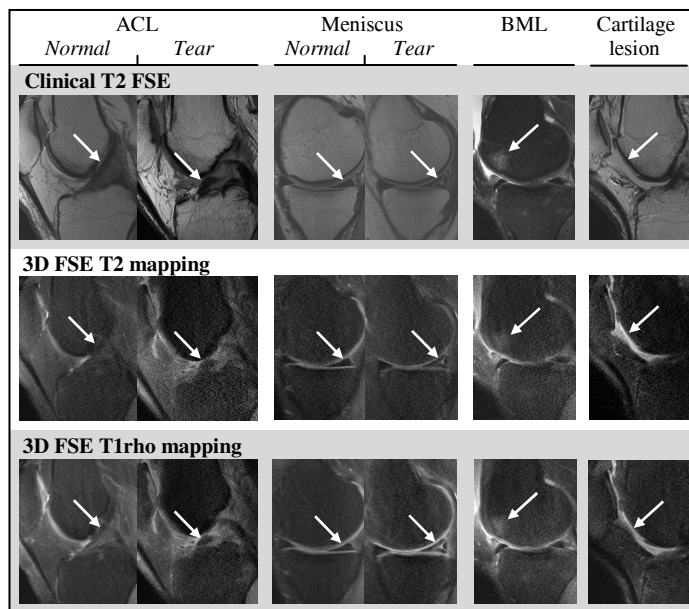 ACL Meniscus BML Cartilage
Normal Tear Normal Tear lesion
Clinical T2 FSE
3D FSE T2 mapping
3D FSE T1rho mapping